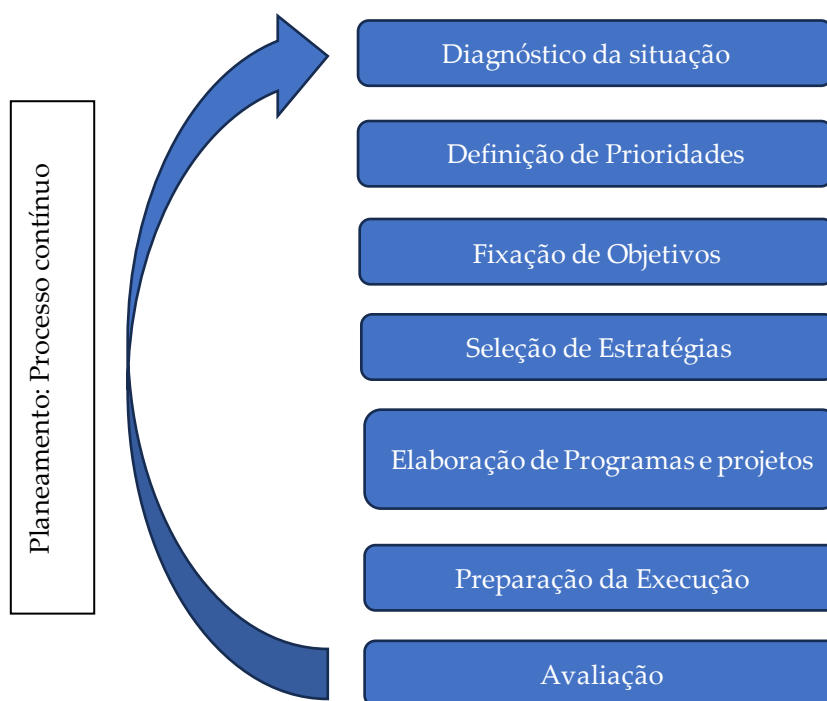 Planeamento: Processo contínuo
Diagnóstico da situação
Definição de Prioridades
Fixação de Objetivos
Seleção de Estratégias
Elaboração de Programas e projetos
Preparação da Execução
Avaliação